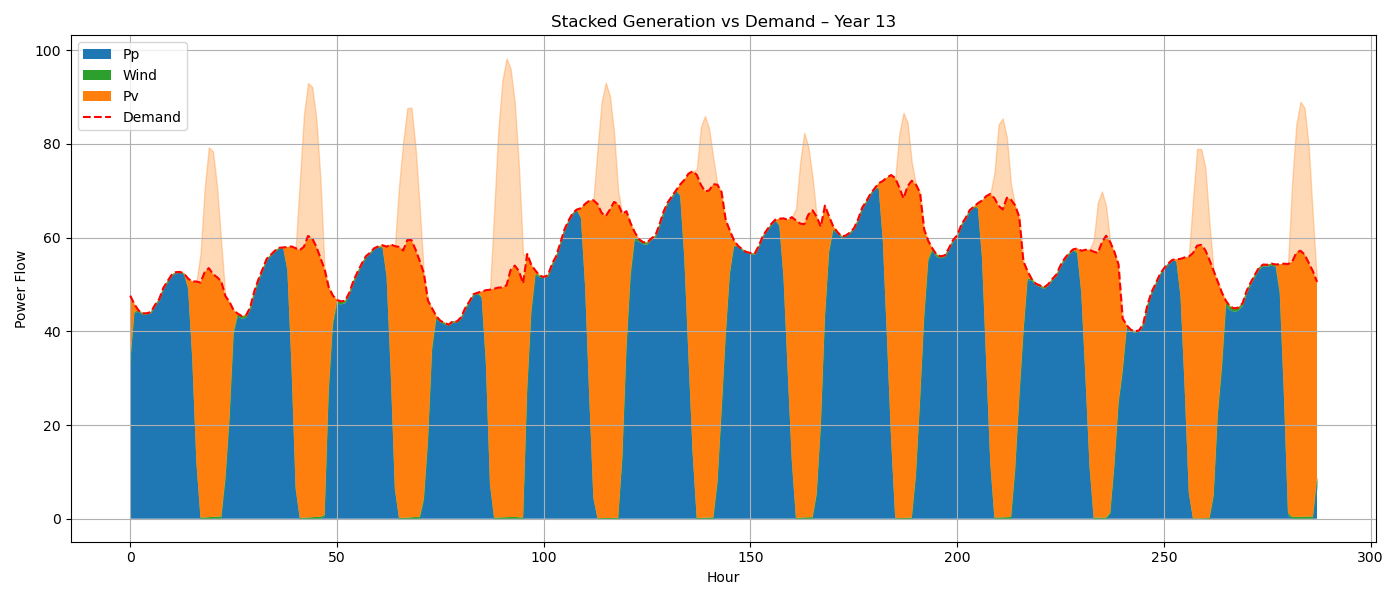 Stacked Generation vs Demand – Year 13
Pp
Wind
Pv
Demand
Power Flow
100
80
60
40
20
0
0 50 100 150 200 250 300
Hour